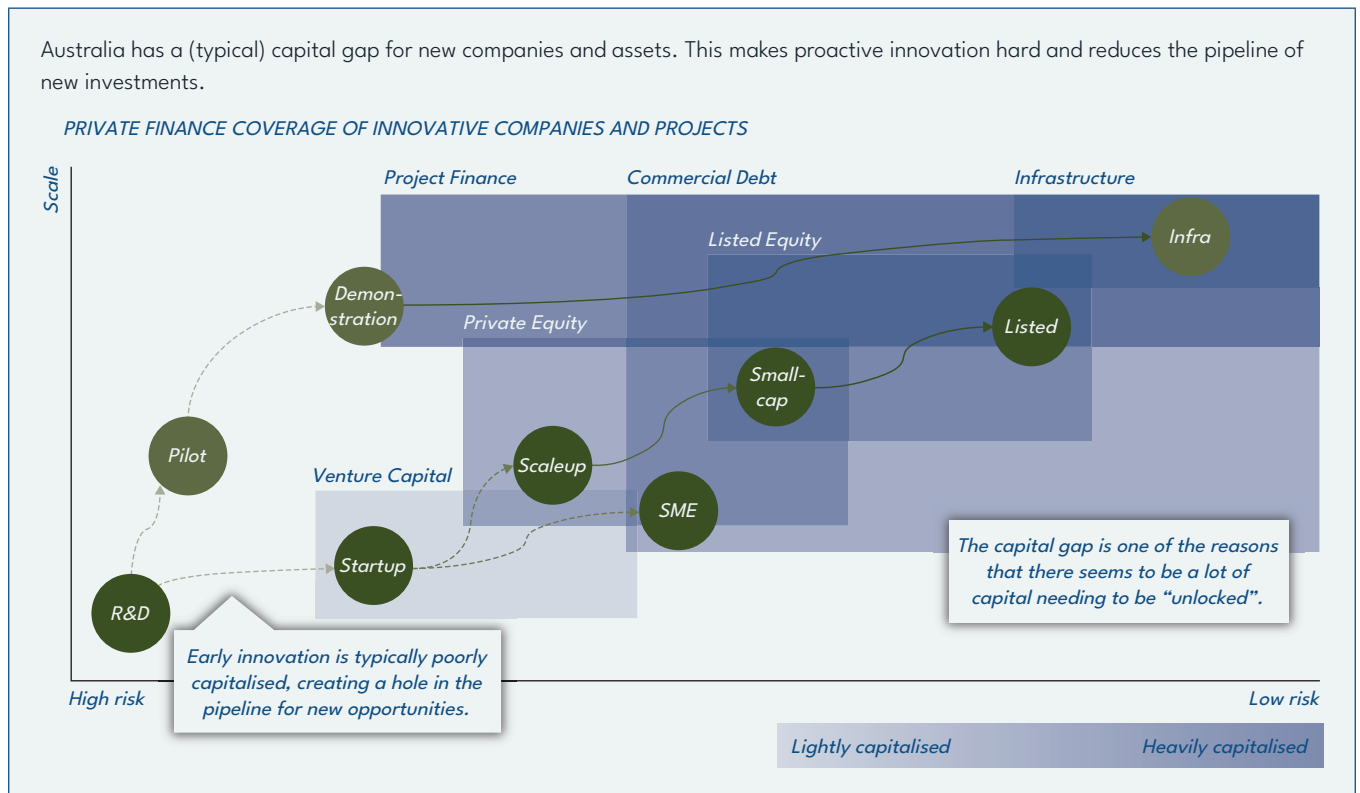 Australia has a (typical) capital gap for new companies and assets. This makes proactive innovation hard and reduces the pipeline of
new investments.
PRIVATE FINANCE COVERAGE OF INNOVATIVE COMPANIES AND PROJECTS
Scale
Project Finance
Commercial Debt
Infrastructure
Infra
Listed Equity
Demon-
stration
Private Equity
Listed
Small-
cap
Pilot
Scaleup
Venture Capital
SME
Startup
R&D
The capital gap is one of the reasons
that there seems to be a lot of
capital needing to be “unlocked”.
Early innovation is typically poorly
capitalised, creating a hole in the
pipeline for new opportunities.
High risk
Low risk
Lightly capitalised
Heavily capitalised